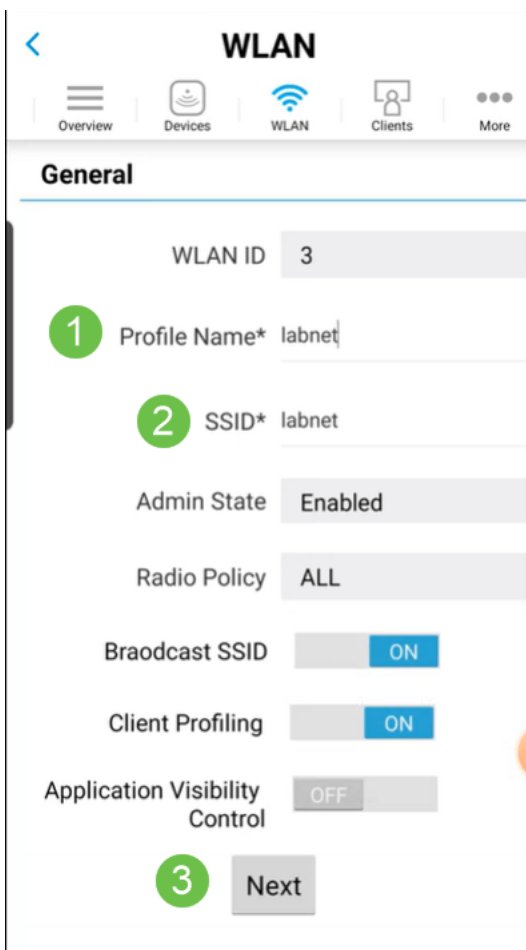 WLAN
Overview
Devices
WLAN
Clients
More
General
WLAN ID 3
1 Profile Name* labnet
2 SSID* labnet
Admin State Enabled
Radio Policy ALL
Braodcast SSID ON
Client Profiling ON
Application Visibility
Control OFF
3 Next